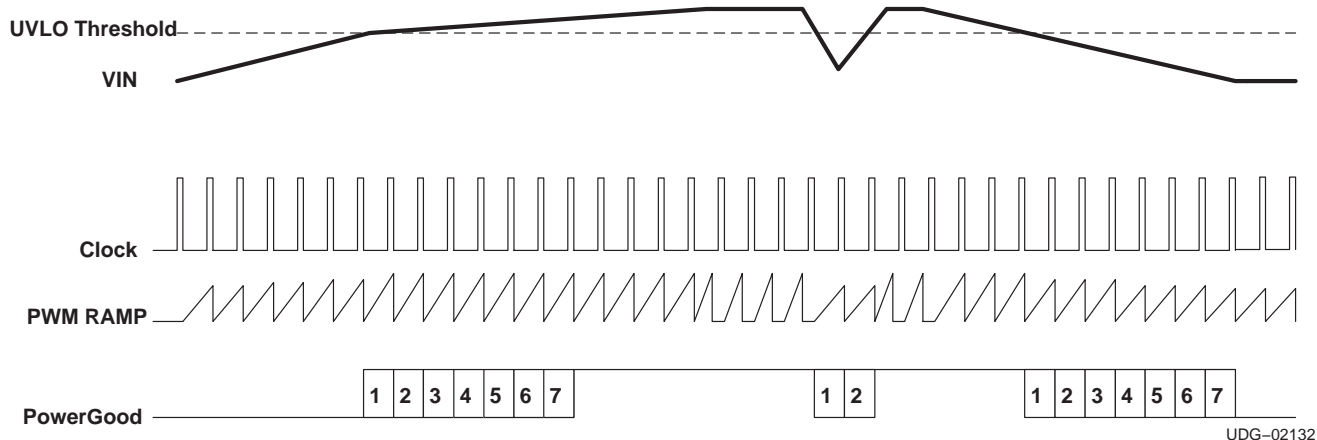 UVLO Threshold
VIN
Clock
PWM RAMP
1 2 3 4 5 6 7 1 2 1 2 3 4 5 6 7
PowerGood
UDG–02132